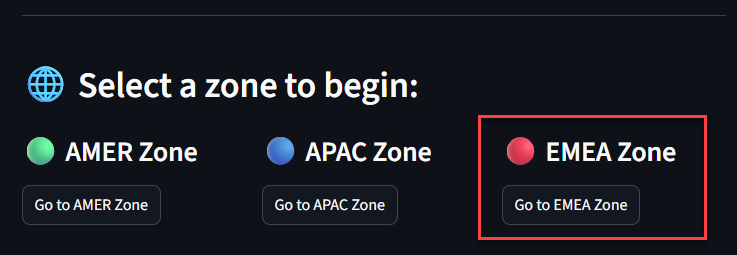 Select a zone to begin:
AMER Zone
APAC Zone
EMEA Zone
Go to AMER Zone
Go to APAC Zone
Go to EMEA Zone